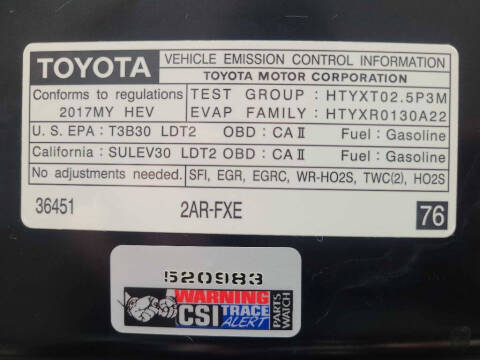 TOYOTA VEHICLE EMISSION CONTROL INFORMATION
TOYOTA MOTOR CORPORATION
Conforms to regulations TEST GROUP : HTYXT02.5P3M
2017MY HEV EVAP FAMILY : HTYXR0130A22
U.S. EPA : T3B30 LDT2 OBD : CA II Fuel : Gasoline
California : SULEV30 LDT2 OBD : CA II Fuel : Gasoline
No adjustments needed. SFI, EGR, EGRC, WR-HO2S, TWC(2), HO2S
36451 2AR-FXE 76
520983
WARNING
CSI TRACE
ALERT
PARTS
WATCH